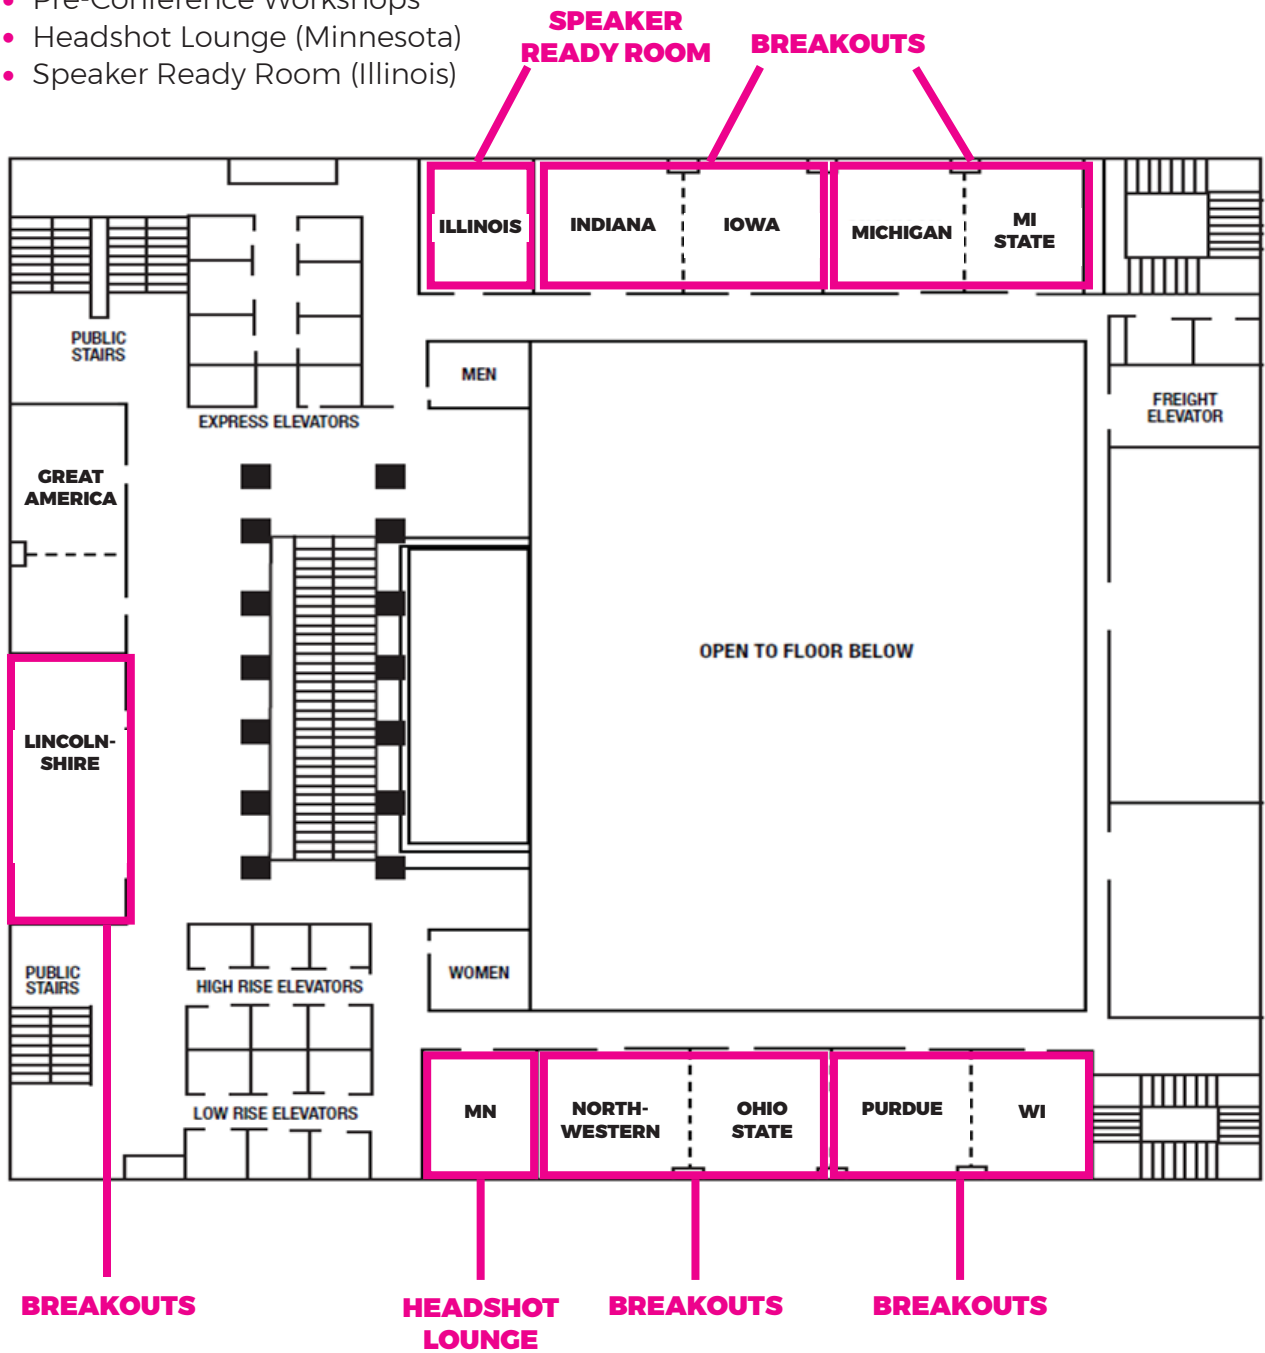 Pre-Conference Workshops
Headshot Lounge (Minnesota)
Speaker Ready Room (Illinois)
SPEAKER
READY ROOM
BREAKOUTS
ILLINOIS
INDIANA
IOWA
MICHIGAN
MI
STATE
PUBLIC
STAIRS
MEN
EXPRESS ELEVATORS
FREIGHT
ELEVATOR
GREAT
AMERICA
OPEN TO FLOOR BELOW
LINCOLN-
SHIRE
PUBLIC
STAIRS
HIGH RISE ELEVATORS
WOMEN
LOW RISE ELEVATORS
MN
NORTH-
WESTERN
OHIO
STATE
PURDUE
WI
BREAKOUTS
HEADSHOT
LOUNGE
BREAKOUTS
BREAKOUTS